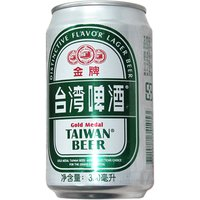 DISTINCTIVE FLAVOR LAGER BEER
金牌
台湾啤酒
Gold Medal
TAIWAN®
BEER
净含量:330毫升